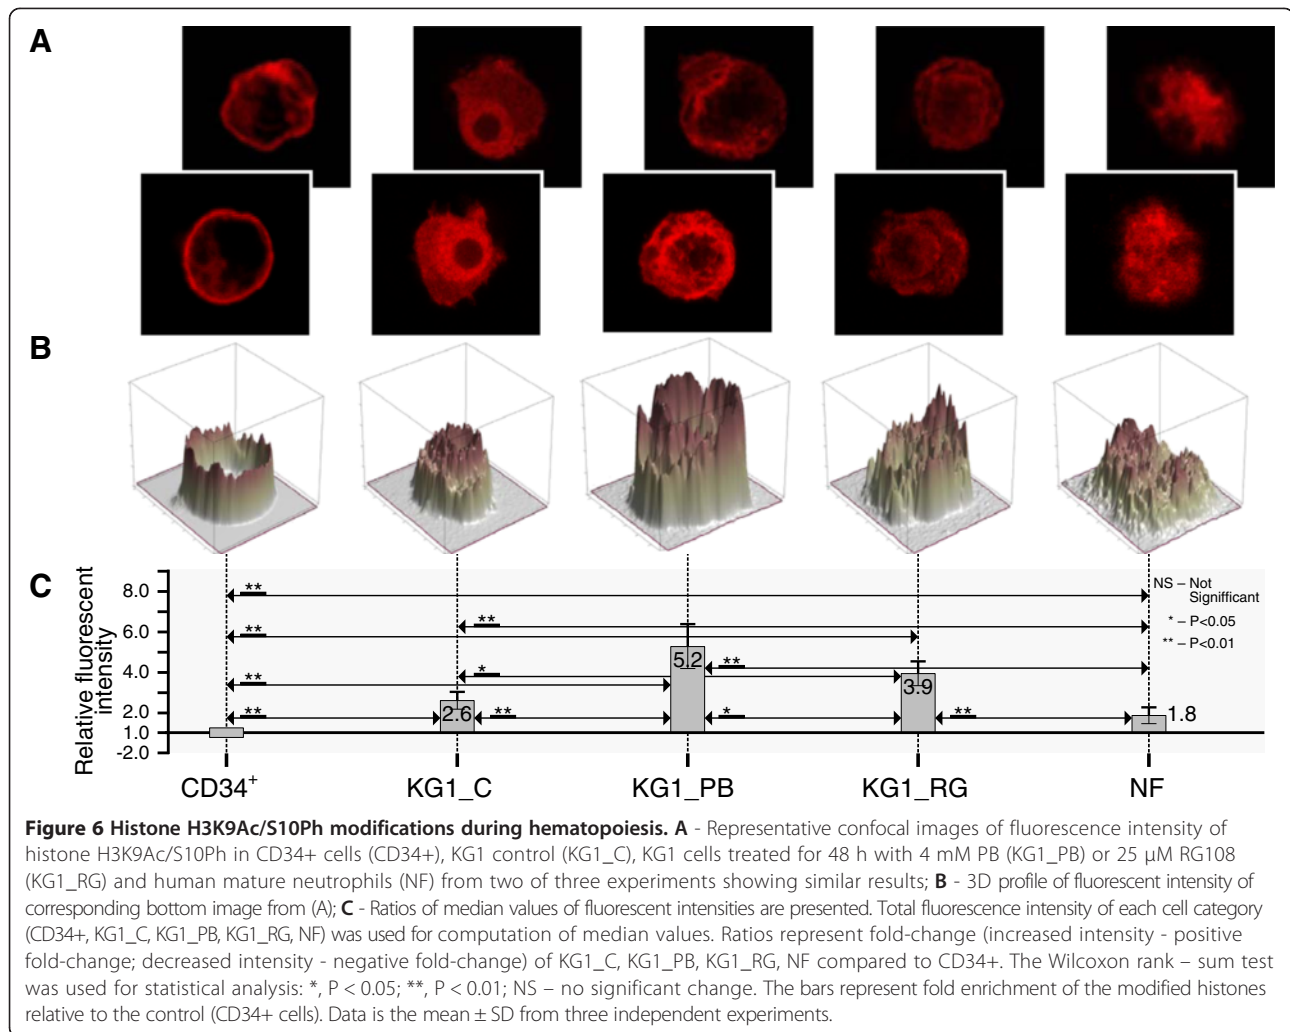 A
B
C
Relative fluorescent
intensity
8.0
6.0
4.0
2.0
1.0
-2.0
**
**
**
**
**
*
**
**
*
**
2.6
5.2
3.9
1.8
NS – Not
Signifficant
* – P<0.05
** – P<0.01
CD34+
KG1_C
KG1_PB
KG1_RG
NF
Figure 6 Histone H3K9Ac/S10Ph modifications during hematopoiesis. A - Representative confocal images of fluorescence intensity of
histone H3K9Ac/S10Ph in CD34+ cells (CD34+), KG1 control (KG1_C), KG1 cells treated for 48 h with 4 mM PB (KG1_PB) or 25 μM RG108
(KG1_RG) and human mature neutrophils (NF) from two of three experiments showing similar results; B - 3D profile of fluorescent intensity of
corresponding bottom image from (A); C - Ratios of median values of fluorescent intensities are presented. Total fluorescence intensity of each cell category
(CD34+, KG1_C, KG1_PB, KG1_RG, NF) was used for computation of median values. Ratios represent fold-change (increased intensity - positive
fold-change; decreased intensity - negative fold-change) of KG1_C, KG1_PB, KG1_RG, NF compared to CD34+. The Wilcoxon rank – sum test
was used for statistical analysis: *, P < 0.05; **, P < 0.01; NS – no significant change. The bars represent fold enrichment of the modified histones
relative to the control (CD34+ cells). Data is the mean ± SD from three independent experiments.